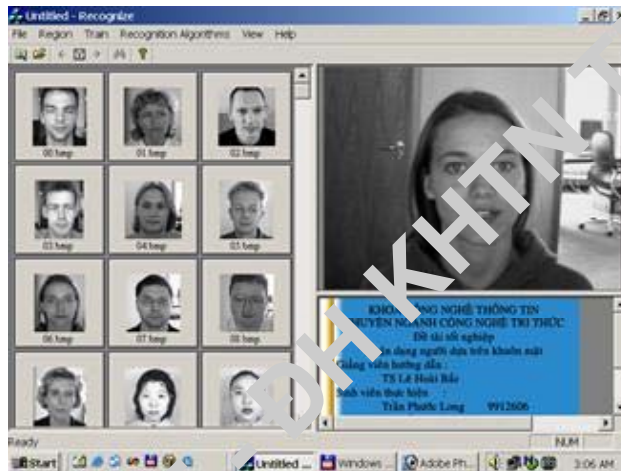 Untitled - Recognize
File Region Train Recognition Algorithms View Help
00.bmp 01.bmp 02.bmp
03.bmp 04.bmp 05.bmp
06.bmp 07.bmp 08.bmp
CÔNG NGHỆ THÔNG TIN
NGÀNH CÔNG NGHỆ TRI THỨC
Đề tài tốt nghiệp
dạng người dựa trên khuôn mặt
Giảng viên hướng dẫn :
TS Lê Hoài Bắc
viên thực hiện :
Trần Phước Long 9912606
ĐH KHTN
Ready NUM
Start Untitled ... Windows ... Adobe Ph... 3:06 AM